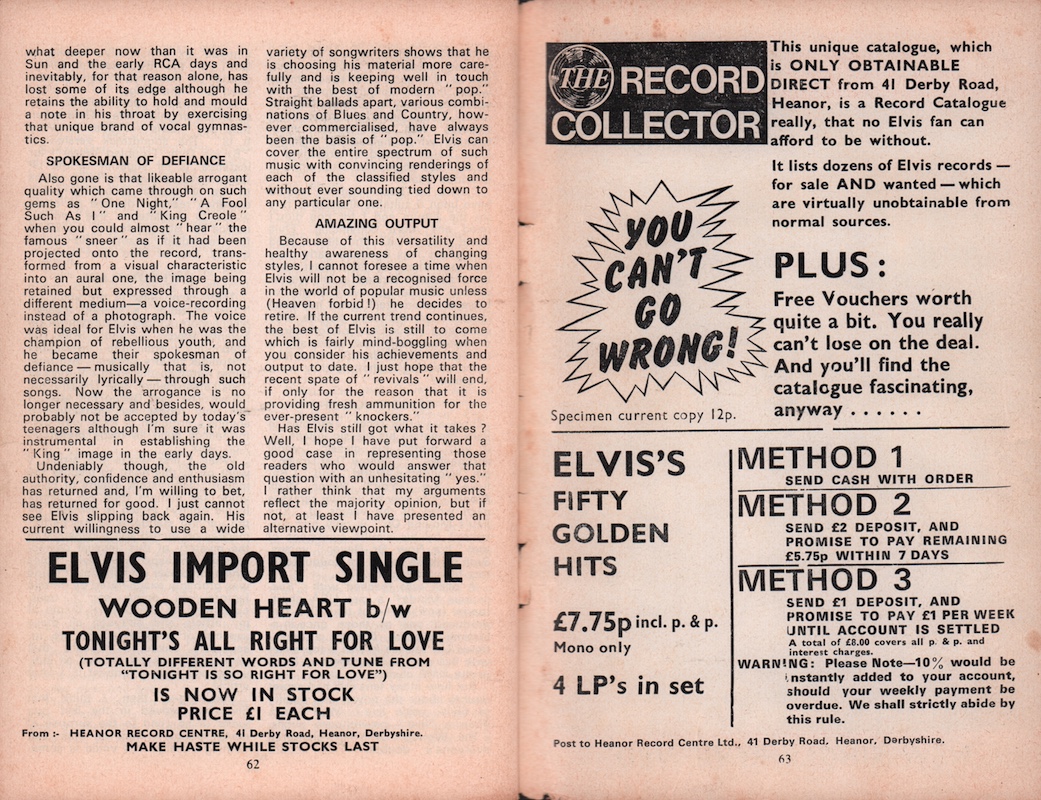 what deeper now than it was in
Sun and the early RCA days and
inevitably, for that reason alone, has
lost some of its edge although he
retains the ability to hold and mould
a note in his throat by exercising
that unique brand of vocal gymnas-
tics.
SPOKESMAN OF DEFIANCE
Also gone is that likeable arrogant
quality which came through on such
gems as "One Night," "A Fool
Such As I" and "King Creole"
when you could almost "hear" the
famous "sneer" as if it had been
projected onto the record, trans-
formed from a visual characteristic
into an aural one, the image being
retained but expressed through a
different medium—a voice-recording
instead of a photograph. The voice
was ideal for Elvis when he was the
champion of rebellious youth, and
he became their spokesman of
defiance — musically that is, not
necessarily lyrically — through such
songs. Now the arrogance is no
longer necessary and besides, would
probably not be accepted by today's
teenagers although I'm sure it was
instrumental in establishing the
"King" image in the early days.
Undeniably though, the old
authority, confidence and enthusiasm
has returned and, I'm willing to bet,
has returned for good. I just cannot
see Elvis slipping back again. His
current willingness to use a wide
variety of songwriters shows that he
is choosing his material more care-
fully and is keeping well in touch
with the best of modern "pop."
Straight ballads apart, various combi-
nations of Blues and Country, how-
ever commercialised, have always
been the basis of "pop." Elvis can
cover the entire spectrum of such
music with convincing renderings of
each of the classified styles and
without ever sounding tied down to
any particular one.
AMAZING OUTPUT
Because of this versatility and
healthy awareness of changing
styles, I cannot foresee a time when
Elvis will not be a recognised force
in the world of popular music unless
(Heaven forbid!) he decides to
retire. If the current trend continues,
the best of Elvis is still to come
which is fairly mind-boggling when
you consider his achievements and
output to date. I just hope that the
recent spate of "revivals" will end,
if only for the reason that it is
providing fresh ammunition for the
ever-present "knockers."
Has Elvis still got what it takes?
Well, I hope I have put forward a
good case in representing those
readers who would answer that
question with an unhesitating "yes."
I rather think that my arguments
reflect the majority opinion, but if
not, at least I have presented an
alternative viewpoint.
ELVIS IMPORT SINGLE
WOODEN HEART b/w
TONIGHT'S ALL RIGHT FOR LOVE
(TOTALLY DIFFERENT WORDS AND TUNE FROM
"TONIGHT IS SO RIGHT FOR LOVE")
IS NOW IN STOCK
PRICE £1 EACH
From :- HEANOR RECORD CENTRE, 41 Derby Road, Heanor, Derbyshire.
MAKE HASTE WHILE STOCKS LAST
62
THE RECORD
COLLECTOR
This unique catalogue, which
is ONLY OBTAINABLE
DIRECT from 41 Derby Road,
Heanor, is a Record Catalogue
really, that no Elvis fan can
afford to be without.
It lists dozens of Elvis records —
for sale AND wanted — which
are virtually unobtainable from
normal sources.
YOU
CAN'T
GO
WRONG!
Specimen current copy 12p.
PLUS:
Free Vouchers worth
quite a bit. You really
can't lose on the deal.
And you'll find the
catalogue fascinating,
anyway . . . . . .
ELVIS'S
FIFTY
GOLDEN
HITS
£7.75p incl. p. & p.
Mono only
4 LP's in set
METHOD 1
SEND CASH WITH ORDER
METHOD 2
SEND £2 DEPOSIT, AND
PROMISE TO PAY REMAINING
£5.75p WITHIN 7 DAYS
METHOD 3
SEND £1 DEPOSIT, AND
PROMISE TO PAY £1 PER WEEK
UNTIL ACCOUNT IS SETTLED
A total of £8.00 covers all p. & p. and
interest charges.
WARNING: Please Note—10% would be
instantly added to your account,
should your weekly payment be
overdue. We shall strictly abide by
this rule.
Post to Heanor Record Centre Ltd., 41 Derby Road, Heanor, Derbyshire.
63